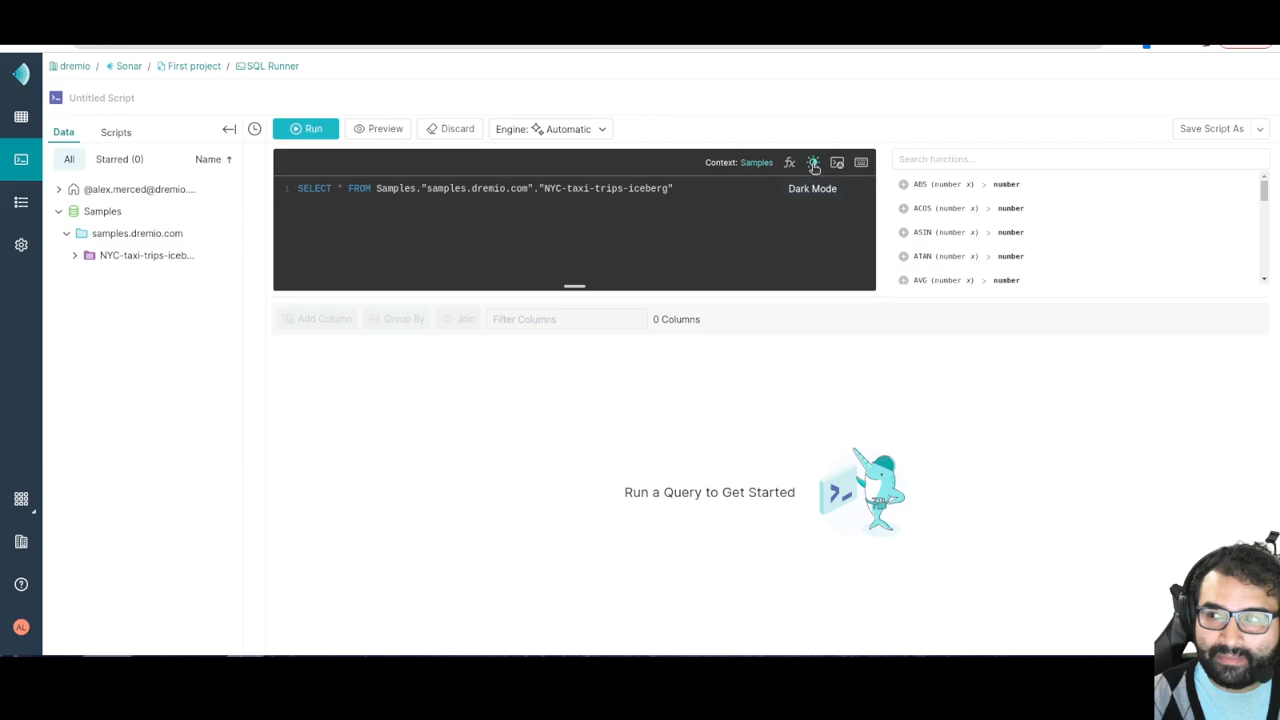 dremio / Sonar / First project / SQL Runner
Untitled Script
Data Scripts
Run Preview Discard Engine: Automatic Save Script As
All Starred (0) Name ↑
Context: Samples fx
Search functions...
@alex.merced@dremio....
1 SELECT * FROM Samples."samples.dremio.com"."NYC-taxi-trips-iceberg"
Dark Mode
ABS (number x) > number
Samples
ACOS (number x) > number
samples.dremio.com
ASIN (number x) > number
NYC-taxi-trips-iceb...
ATAN (number x) > number
AVG (number x) > number
Add Column Group By Join Filter Columns 0 Columns
Run a Query to Get Started
AL